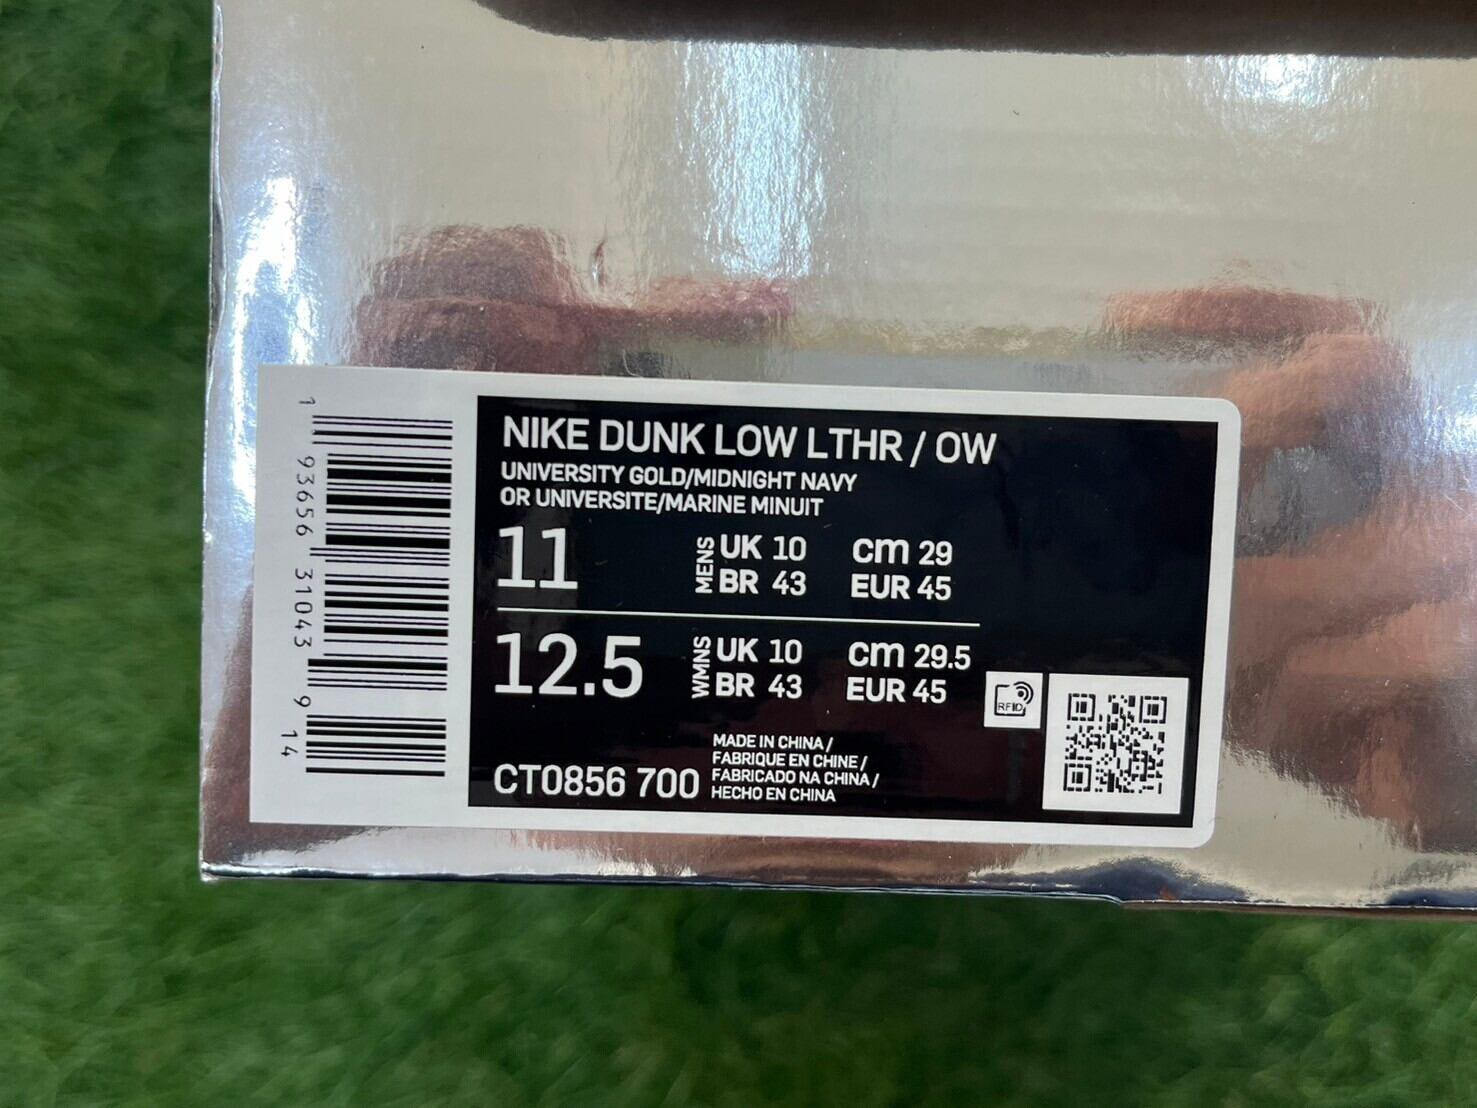 NIKE DUNK LOW LTHR / OW
UNIVERSITY GOLD/MIDNIGHT NAVY
OR UNIVERSITE/MARINE MINUIT
11
MENS
UK 10 cm 29
BR 43 EUR 45
12.5
WMNS
UK 10 cm 29.5
BR 43 EUR 45
RFID
CT0856 700
MADE IN CHINA /
FABRIQUE EN CHINE /
FABRICADO NA CHINA /
HECHO EN CHINA
1 93656 31043 9 14